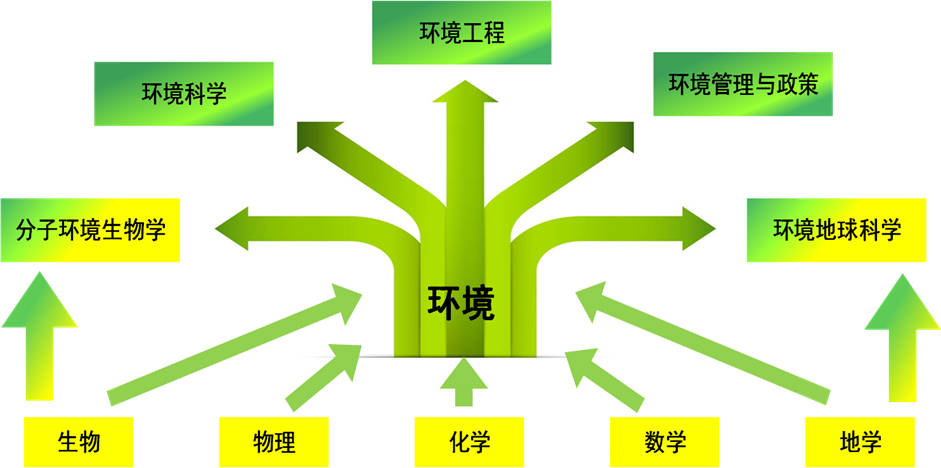 环境工程
环境科学
环境管理与政策
分子环境生物学
环境地球科学
环境
生物
物理
化学
数学
地学